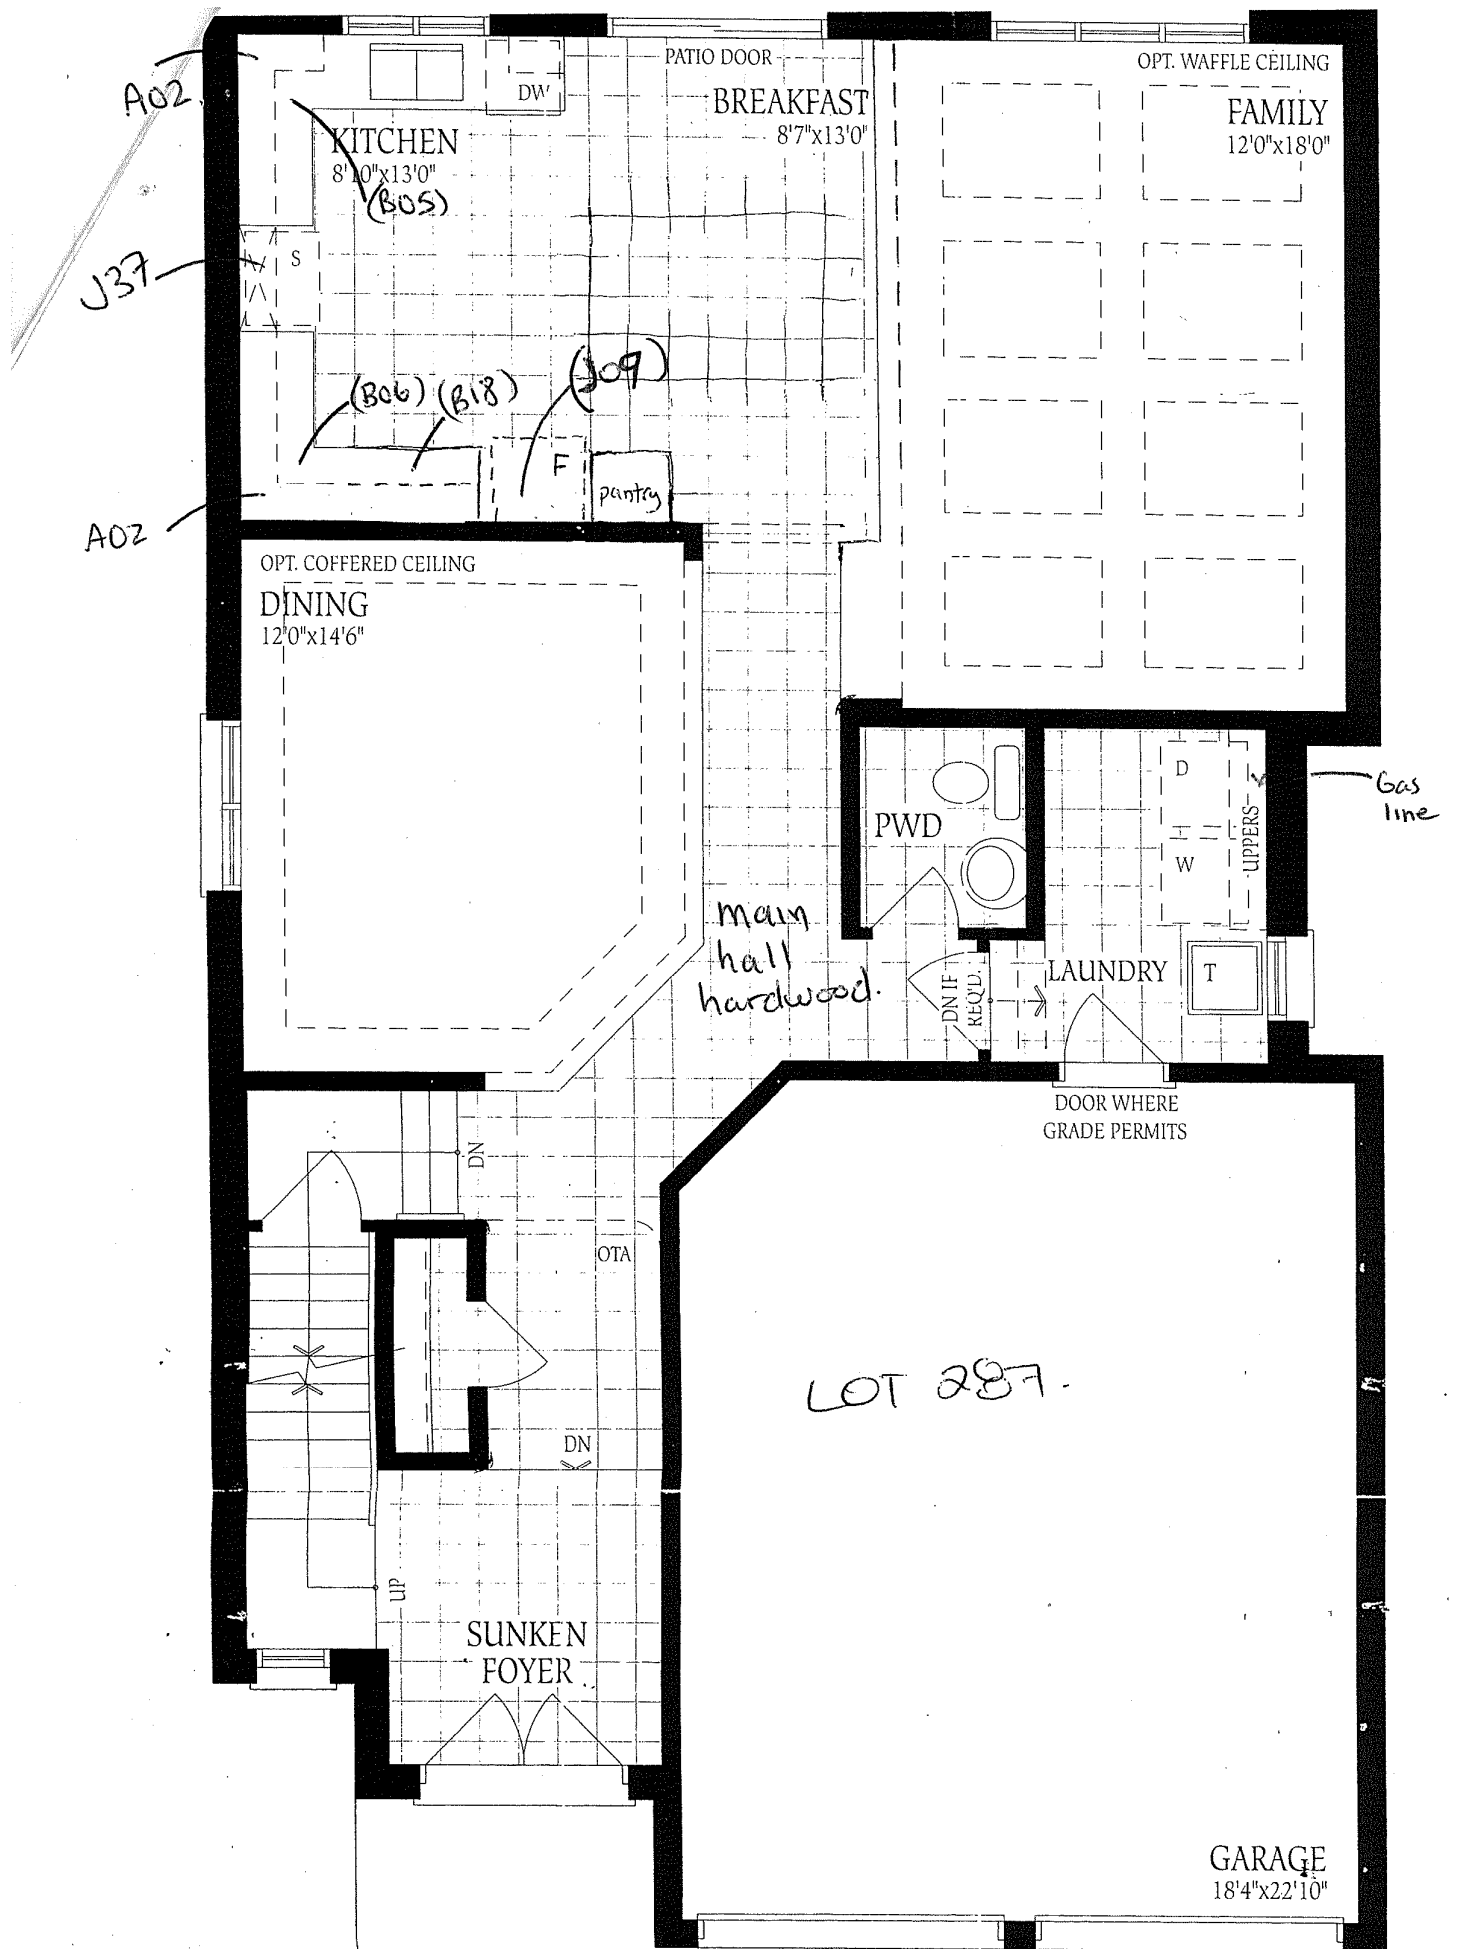 PATIO DOOR
OPT. WAFFLE CEILING
A02
DW
BREAKFAST
8'7"x13'0"
FAMILY
12'0"x18'0"
KITCHEN
8'10"x13'0"
(B05)
J37
S
(B06) (B18)
(J09)
F
pantry
A02
OPT. COFFERED CEILING
DINING
12'0"x14'6"
D
Gas
line
PWD
W
UPPERS
main
hall
hardwood.
DN IF
REQ'D.
LAUNDRY
T
DOOR WHERE
GRADE PERMITS
DN
OTA
LOT 287.
DN
UP
SUNKEN
FOYER
GARAGE
18'4"x22'10"